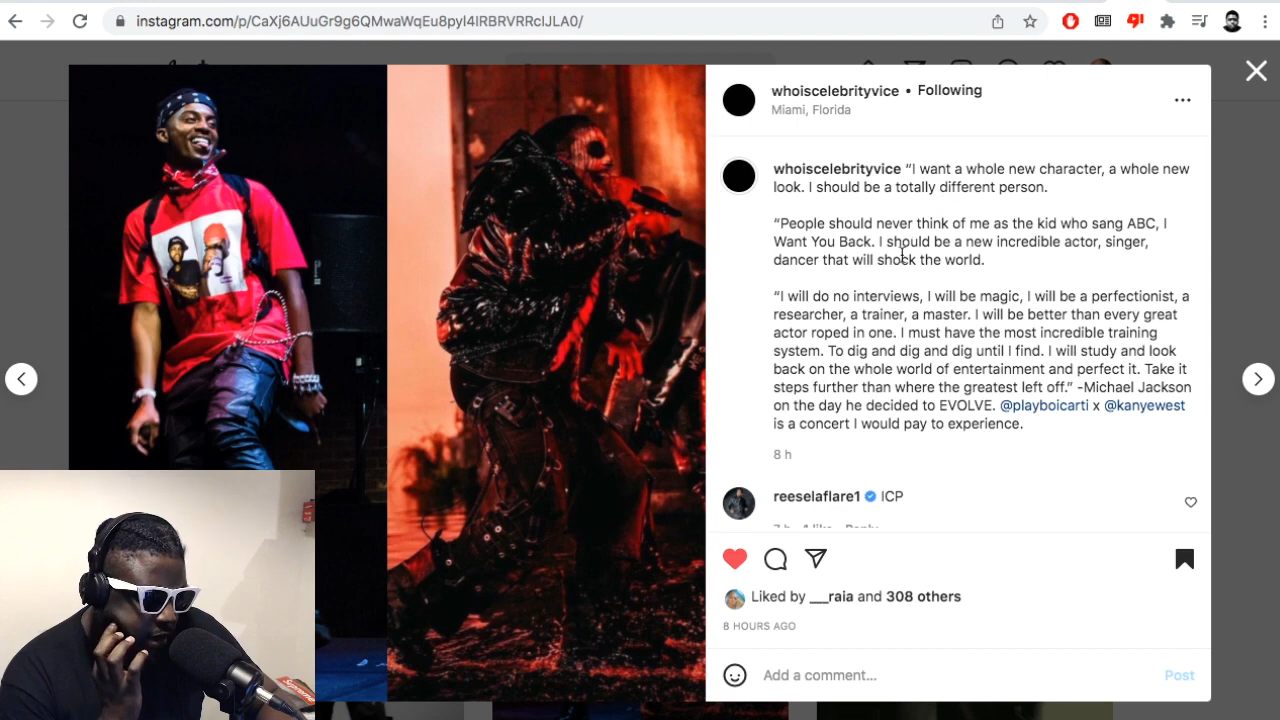 instagram.com/p/CaXj6AUuGr9g6QMwaWqEu8pyI4IRBRVRRcIJLA0/
whoiscelebrityvice • Following
Miami, Florida
whoiscelebrityvice “I want a whole new character, a whole new
look. I should be a totally different person.
“People should never think of me as the kid who sang ABC, I
Want You Back. I should be a new incredible actor, singer,
dancer that will shock the world.
“I will do no interviews, I will be magic, I will be a perfectionist, a
researcher, a trainer, a master. I will be better than every great
actor roped in one. I must have the most incredible training
system. To dig and dig and dig until I find. I will study and look
back on the whole world of entertainment and perfect it. Take it
steps further than where the greatest left off.” -Michael Jackson
on the day he decided to EVOLVE. @playboicarti x @kanyewest
is a concert I would pay to experience.
8 h
reeselaflare1 ICP
7 h 1 like Reply
Liked by ___raia and 308 others
8 HOURS AGO
Add a comment...
Post
Supreme